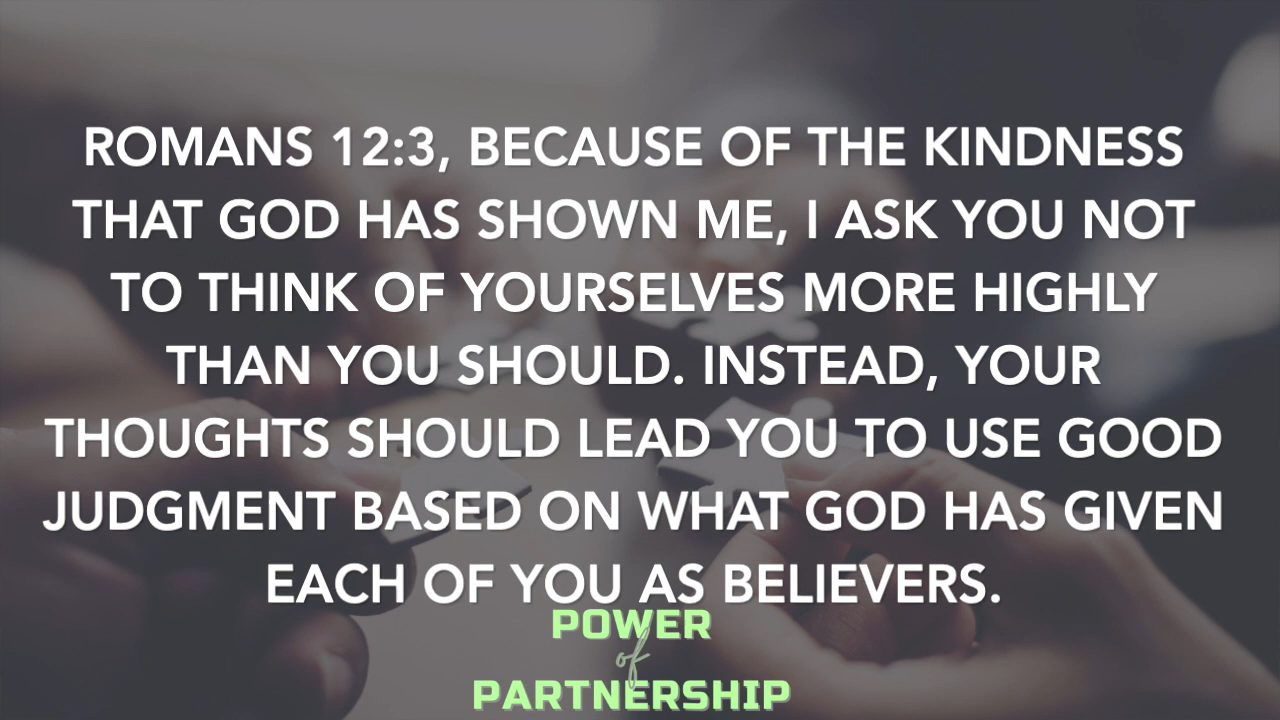 ROMANS 12:3, BECAUSE OF THE KINDNESS
THAT GOD HAS SHOWN ME, I ASK YOU NOT
TO THINK OF YOURSELVES MORE HIGHLY
THAN YOU SHOULD. INSTEAD, YOUR
THOUGHTS SHOULD LEAD YOU TO USE GOOD
JUDGMENT BASED ON WHAT GOD HAS GIVEN
EACH OF YOU AS BELIEVERS.
POWER
of
PARTNERSHIP